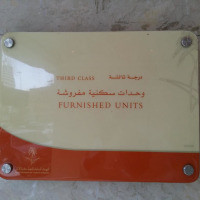 THIRD CLASS درجة ثالثة
وحدات سكنية مفروشة
FURNISHED UNITS